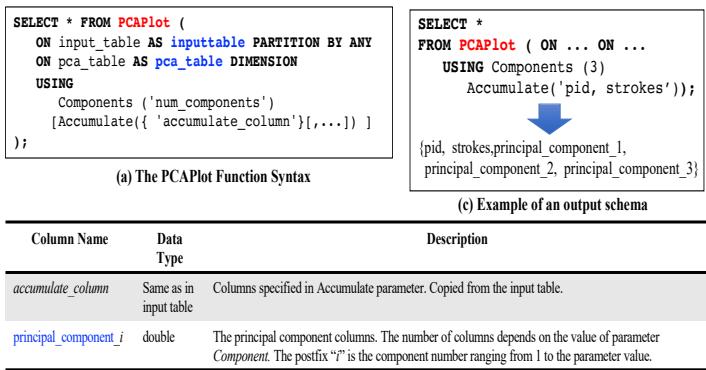 SELECT * FROM PCAPlot (
ON input_table AS inputtable PARTITION BY ANY
ON pca_table AS pca_table DIMENSION
USING
Components ('num_components')
[Accumulate({ 'accumulate_column'}[,...]) ]
);
(a) The PCAPlot Function Syntax
SELECT *
FROM PCAPlot ( ON ... ON ...
USING Components (3)
Accumulate('pid, strokes'));
{pid, strokes,principal_component_1,
principal_component_2, principal_component_3}
(c) Example of an output schema
Column Name Data Type Description
accumulate_column Same as in input table Columns specified in Accumulate parameter. Copied from the input table.
principal_component_i double The principal component columns. The number of columns depends on the value of parameter
Component. The postfix “i” is the component number ranging from 1 to the parameter value.